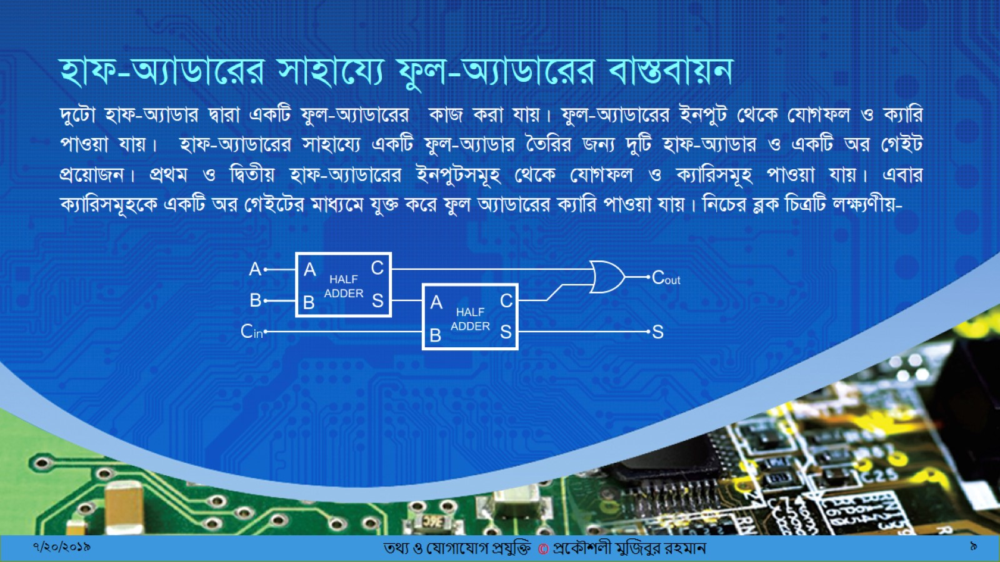 হাফ-অ্যাডারের সাহায্যে ফুল-অ্যাডারের বাস্তবায়ন
দুটো হাফ-অ্যাডার দ্বারা একটি ফুল-অ্যাডারের কাজ করা যায়। ফুল-অ্যাডারের ইনপুট থেকে যোগফল ও ক্যারি
পাওয়া যায়। হাফ-অ্যাডারের সাহায্যে একটি ফুল-অ্যাডার তৈরির জন্য দুটি হাফ-অ্যাডার ও একটি অর গেইট
প্রয়োজন। প্রথম ও দ্বিতীয় হাফ-অ্যাডারের ইনপুটসমূহ থেকে যোগফল ও ক্যারিসমূহ পাওয়া যায়। এবার
ক্যারিসমূহকে একটি অর গেইটের মাধ্যমে যুক্ত করে ফুল অ্যাডারের ক্যারি পাওয়া যায়। নিচের ব্লক চিত্রটি লক্ষ্যণীয়-
A A C
HALF
ADDER
B B S
Cout
A C
HALF
ADDER
Cin B S S
C25
36C
৭/২০/২০১৯ তথ্য ও যোগাযোগ প্রযুক্তি © প্রকৌশলী মুজিবুর রহমান ৯